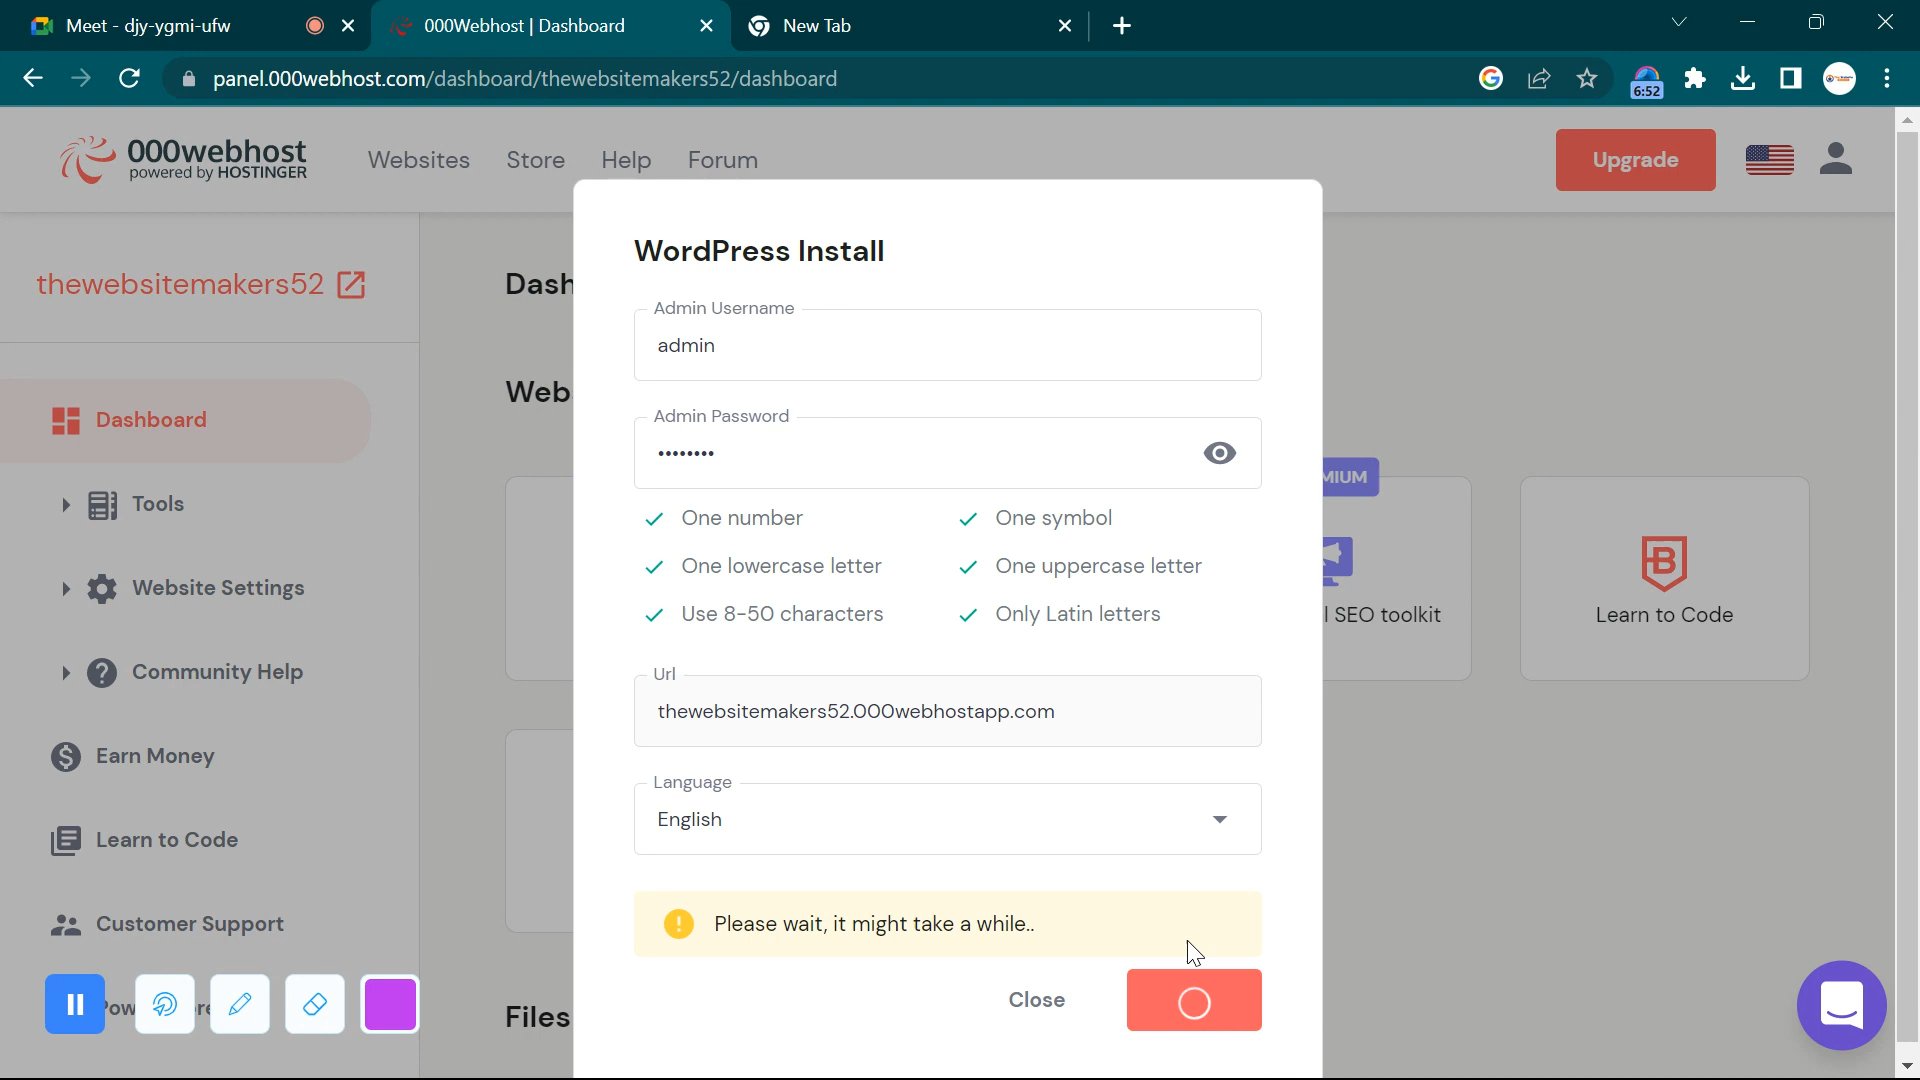 Meet - djy-ygmi-ufw
000Webhost | Dashboard
New Tab
panel.000webhost.com/dashboard/thewebsitemakers52/dashboard
6:52
000webhost
powered by HOSTINGER
Websites
Store
Help
Forum
Upgrade
thewebsitemakers52
Dashboard
Tools
Website Settings
Community Help
Earn Money
Learn to Code
Customer Support
Dash
Web
Files
WordPress Install
Admin Username
admin
Admin Password
••••••••
One number
One symbol
One lowercase letter
One uppercase letter
Use 8-50 characters
Only Latin letters
Url
thewebsitemakers52.000webhostapp.com
Language
English
Please wait, it might take a while..
Close
MIUM
l SEO toolkit
Learn to Code